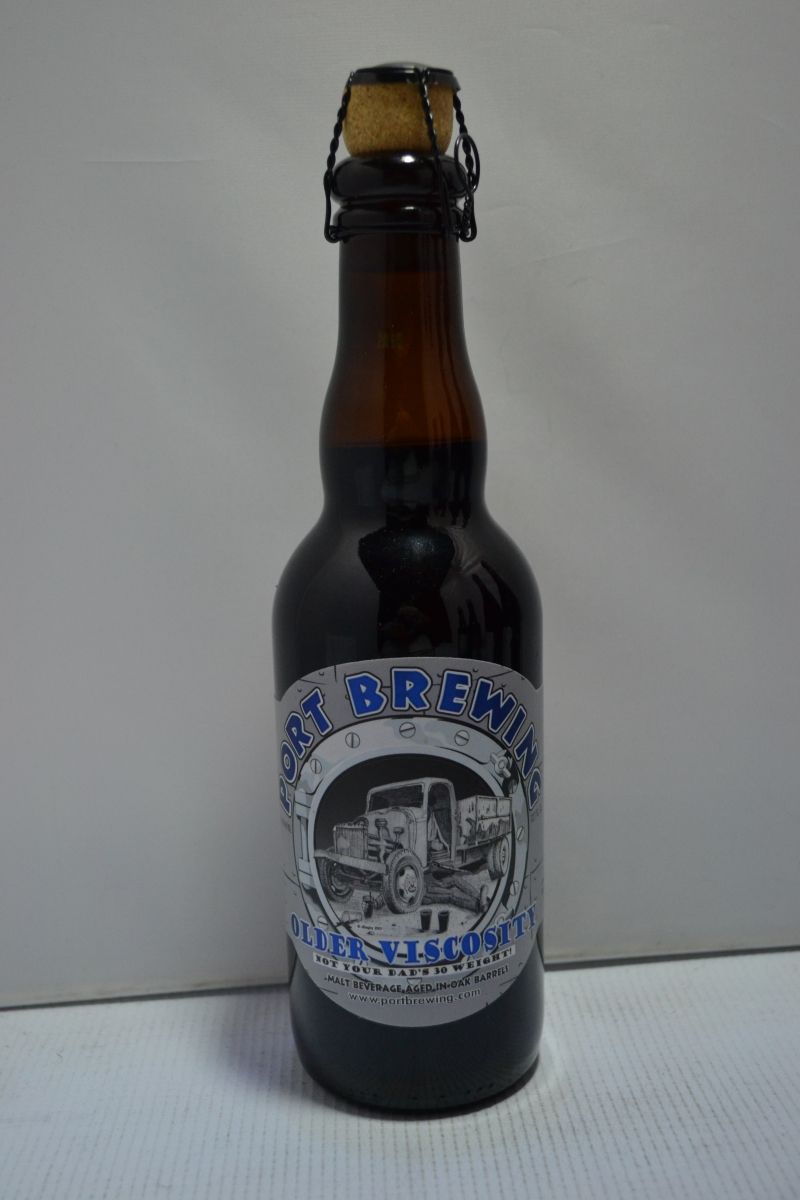 PORT BREWING
OLDER VISCOSITY
NOT YOUR DAD'S 30 WEIGHT!
MALT BEVERAGE AGED IN OAK BARRELS
www.portbrewing.com